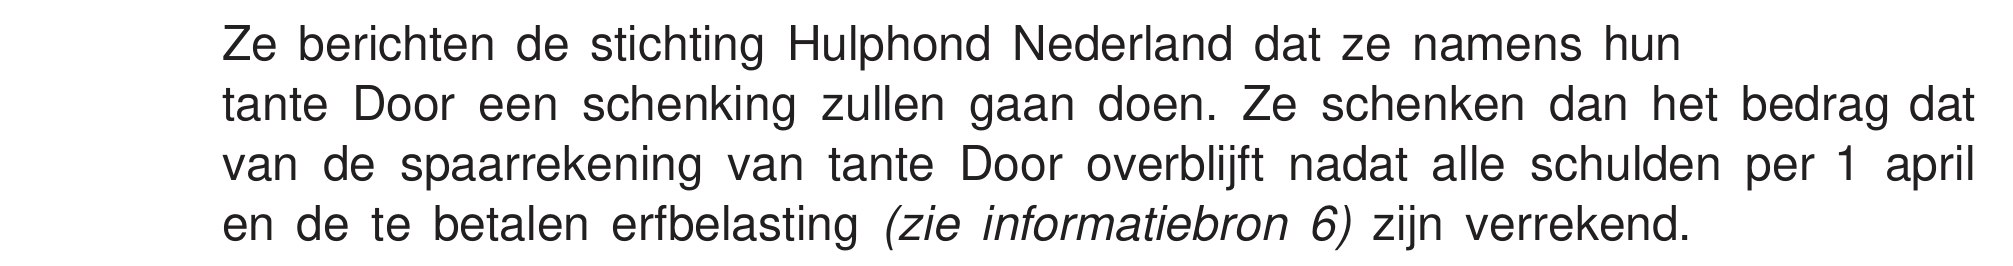 Ze berichten de stichting Hulphond Nederland dat ze namens hun
tante Door een schenking zullen gaan doen. Ze schenken dan het bedrag dat
van de spaarrekening van tante Door overblijft nadat alle schulden per 1 april
en de te betalen erfbelasting (zie informatiebron 6) zijn verrekend.